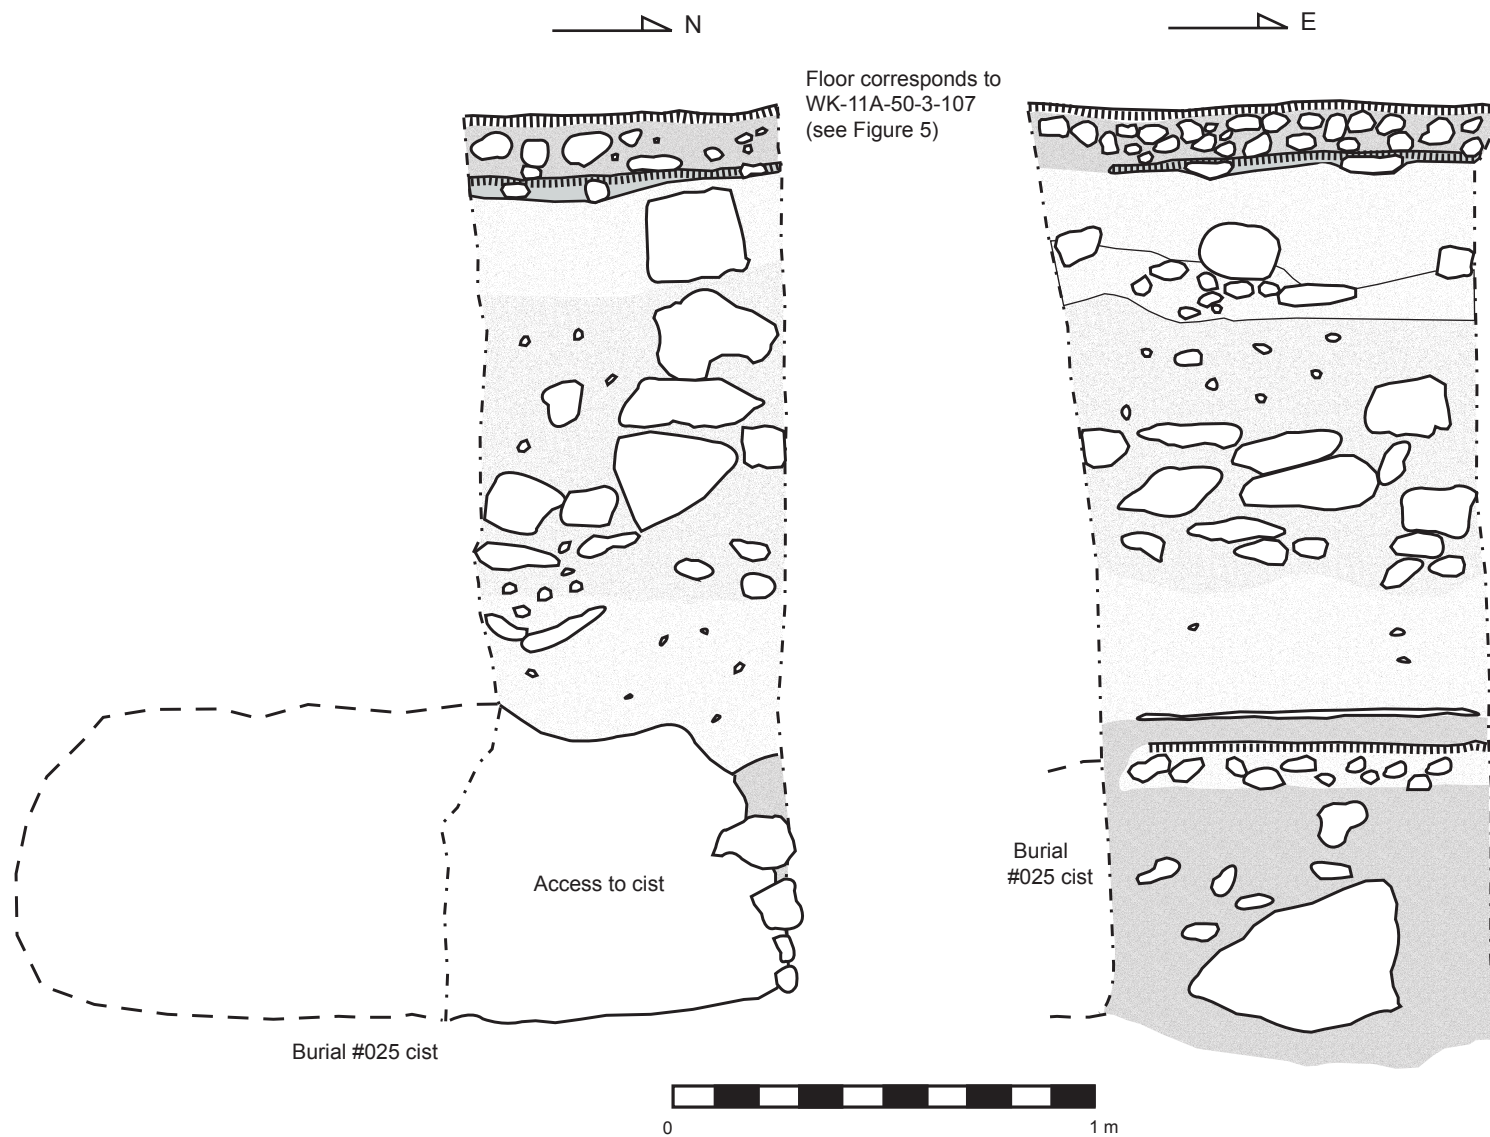 N
E
Floor corresponds to
WK-11A-50-3-107
(see Figure 5)
Burial
#025 cist
Access to cist
Burial #025 cist
0
1 m